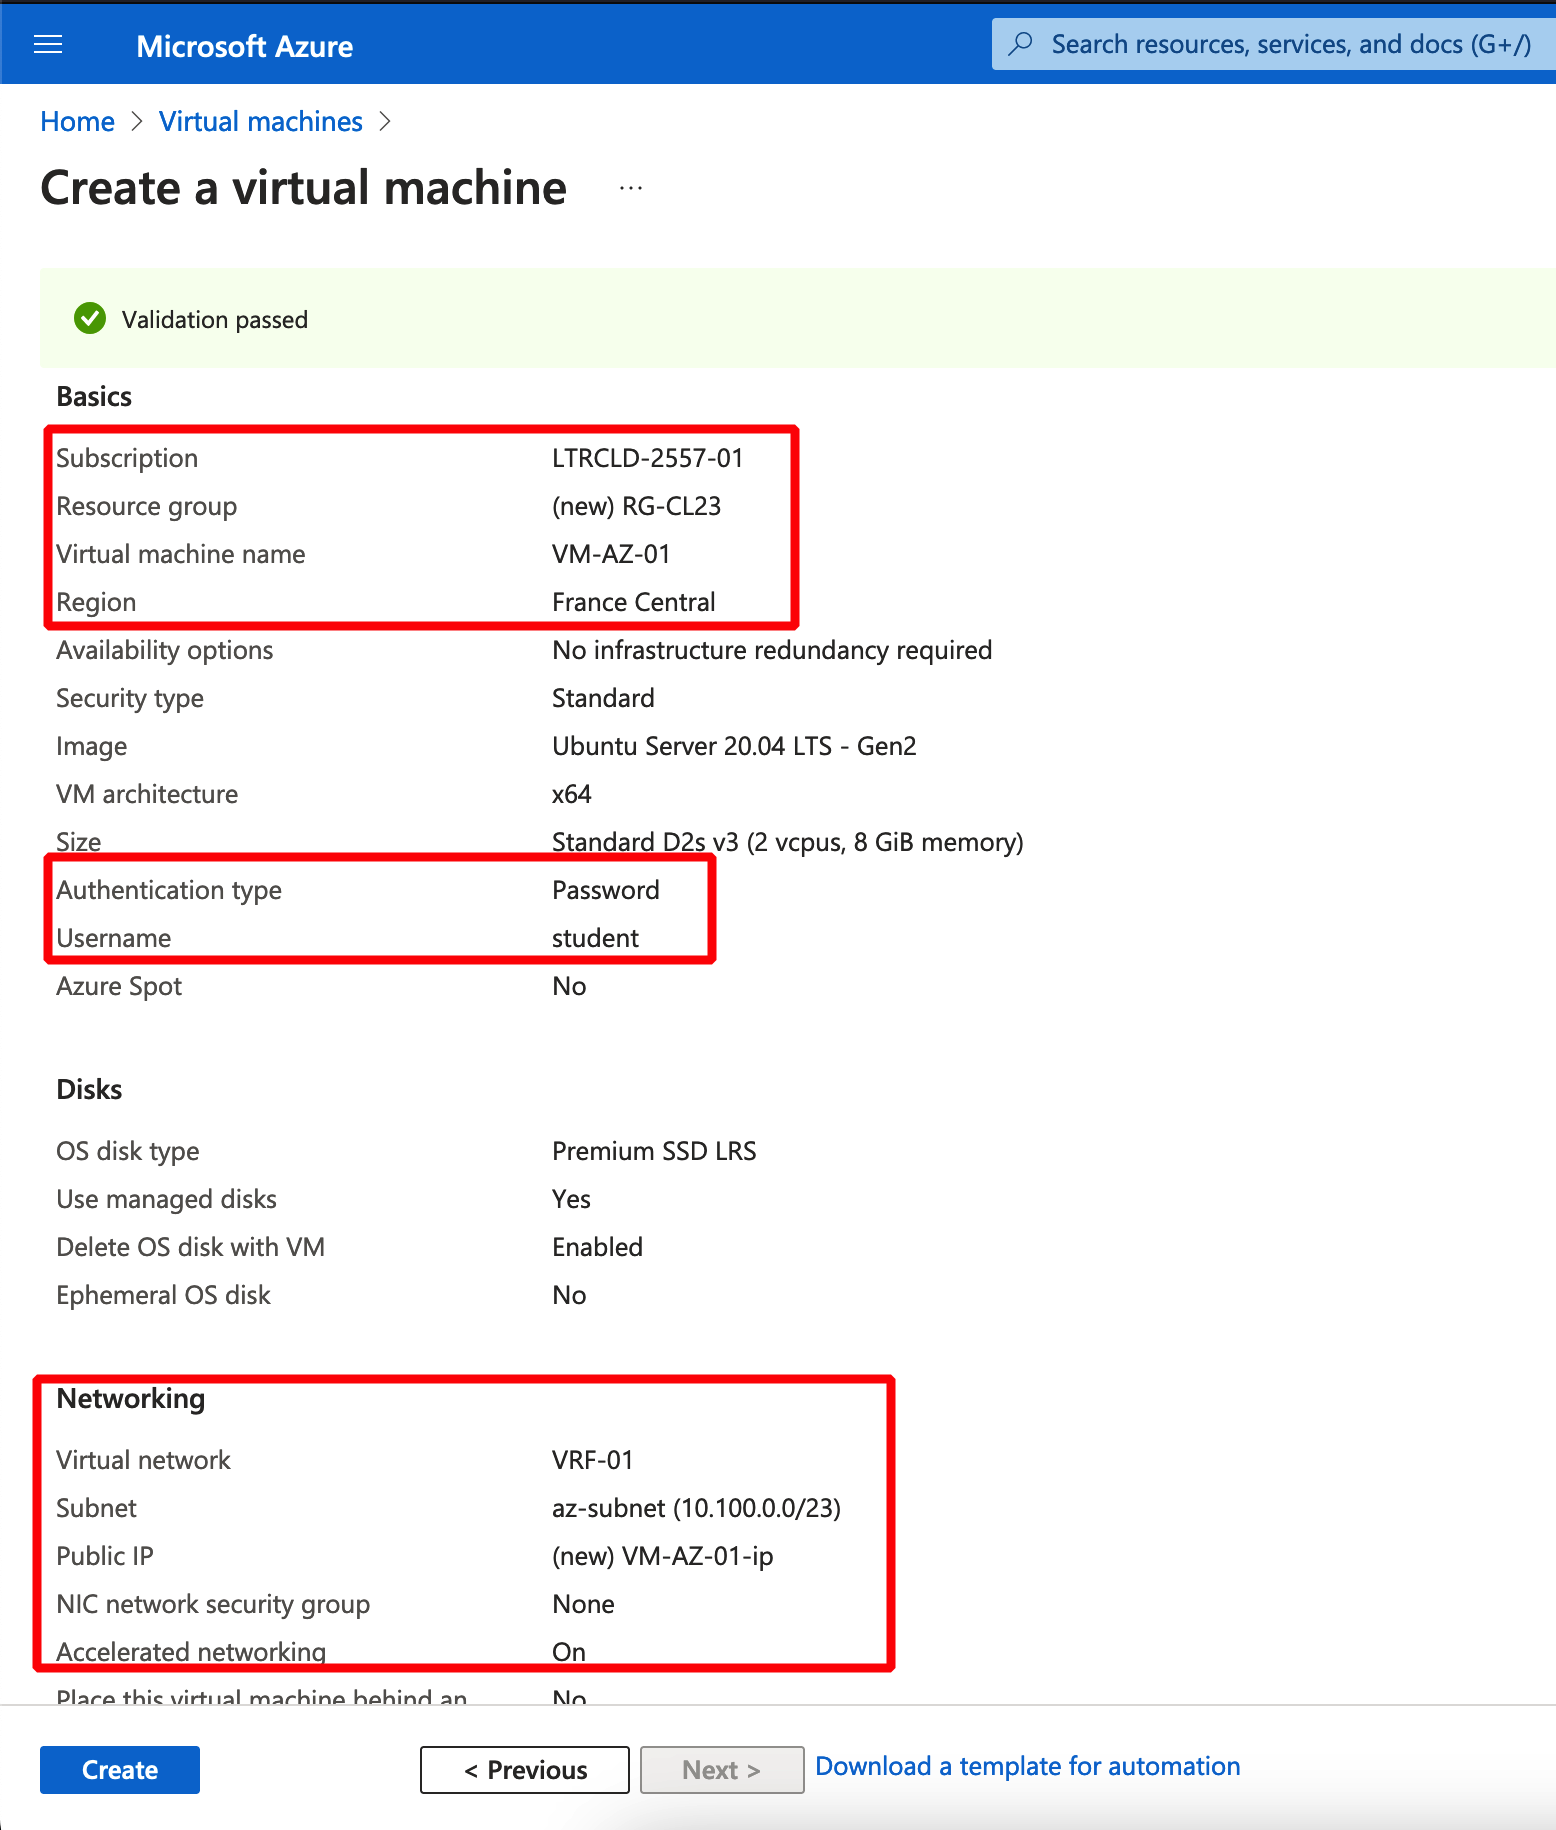 Microsoft Azure
Search resources, services, and docs (G+/)
Home > Virtual machines >
Create a virtual machine ...
Validation passed
Basics
Subscription LTRCLD-2557-01
Resource group (new) RG-CL23
Virtual machine name VM-AZ-01
Region France Central
Availability options No infrastructure redundancy required
Security type Standard
Image Ubuntu Server 20.04 LTS - Gen2
VM architecture x64
Size Standard D2s v3 (2 vcpus, 8 GiB memory)
Authentication type Password
Username student
Azure Spot No
Disks
OS disk type Premium SSD LRS
Use managed disks Yes
Delete OS disk with VM Enabled
Ephemeral OS disk No
Networking
Virtual network VRF-01
Subnet az-subnet (10.100.0.0/23)
Public IP (new) VM-AZ-01-ip
NIC network security group None
Accelerated networking On
Place this virtual machine behind an No
Create < Previous Next > Download a template for automation